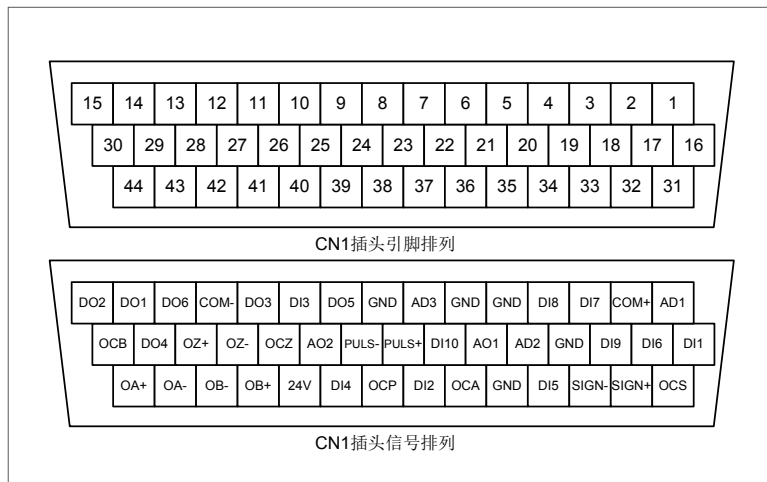 15 14 13 12 11 10 9 8 7 6 5 4 3 2 1
30 29 28 27 26 25 24 23 22 21 20 19 18 17 16
44 43 42 41 40 39 38 37 36 35 34 33 32 31
CN1插头引脚排列
DO2 DO1 DO6 COM- DO3 DI3 DO5 GND AD3 GND GND DI8 DI7 COM+ AD1
OCB DO4 OZ+ OZ- OCZ AO2 PULS- PULS+ DI10 AO1 AD2 GND DI9 DI6 DI1
OA+ OA- OB- OB+ 24V DI4 OCP DI2 OCA GND DI5 SIGN- SIGN+ OCS
CN1插头信号排列